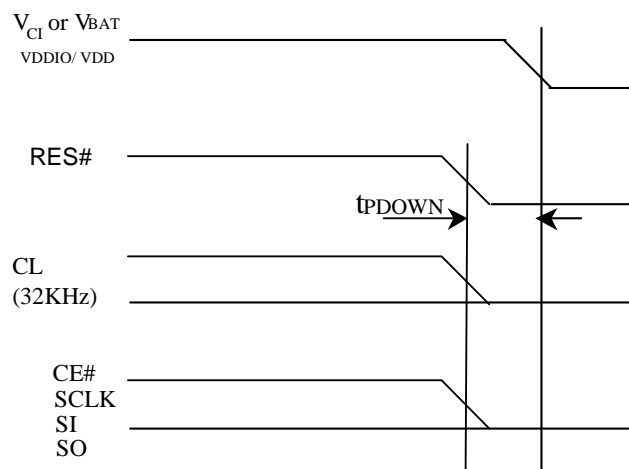 VCI or VBAT
VDDIO/ VDD
RES#
tPDOWN
CL
(32KHz)
CE#
SCLK
SI
SO